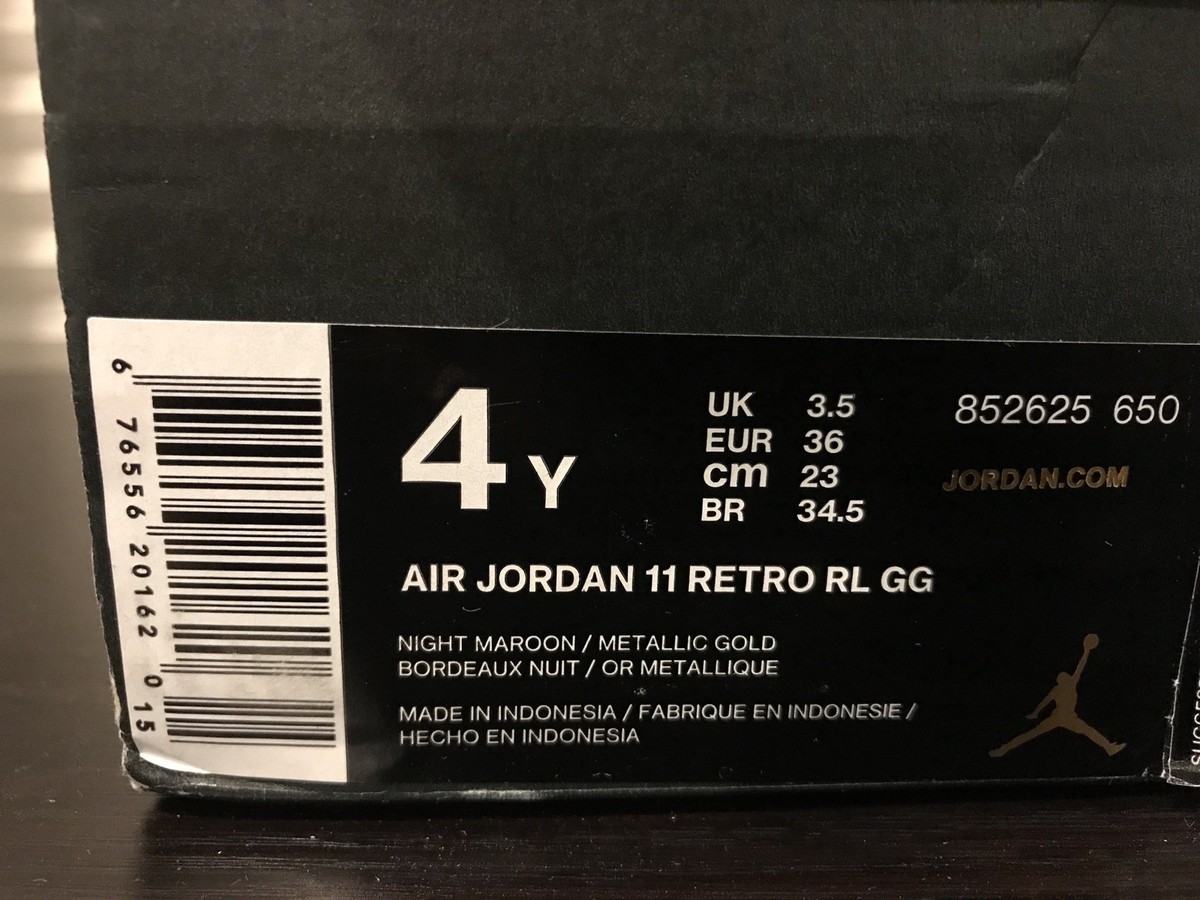 6 76556 20162 0 15
4 Y
UK 3.5
EUR 36
cm 23
BR 34.5
852625 650
JORDAN.COM
AIR JORDAN 11 RETRO RL GG
NIGHT MAROON / METALLIC GOLD
BORDEAUX NUIT / OR METALLIQUE
MADE IN INDONESIA / FABRIQUE EN INDONESIE /
HECHO EN INDONESIA